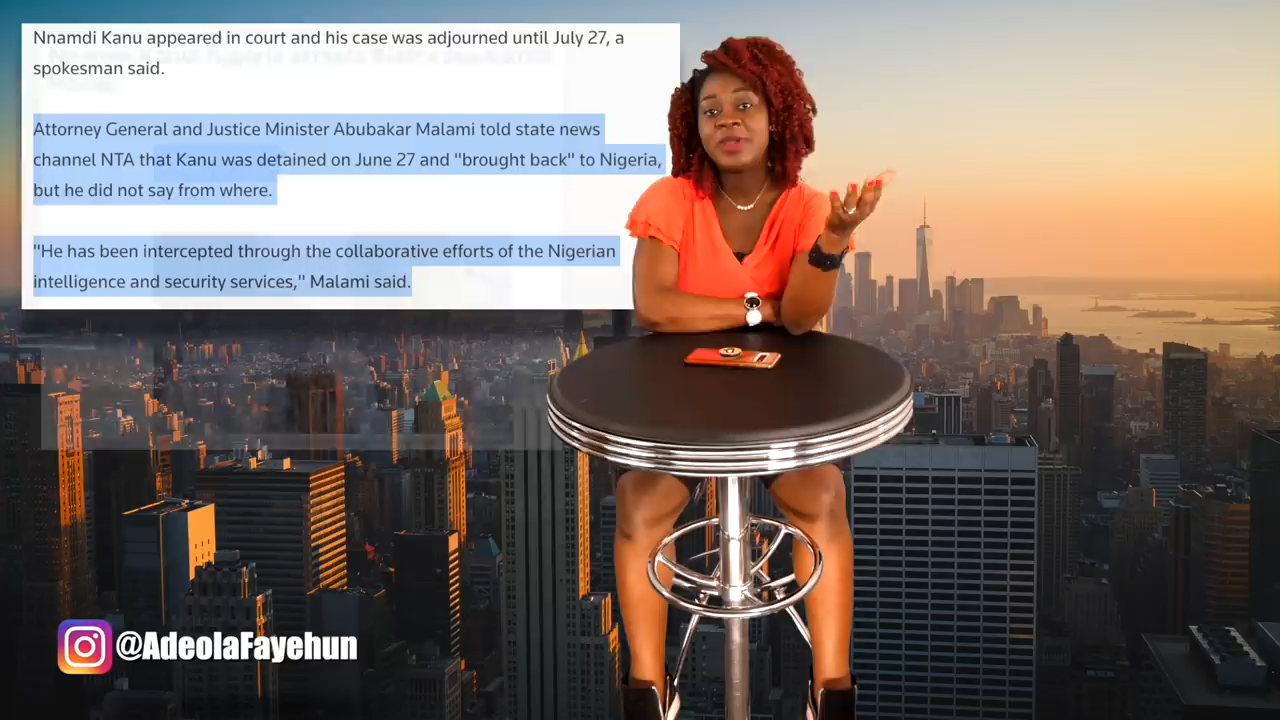 Nnamdi Kanu appeared in court and his case was adjourned until July 27, a
spokesman said.
Attorney General and Justice Minister Abubakar Malami told state news
channel NTA that Kanu was detained on June 27 and "brought back" to Nigeria,
but he did not say from where.
"He has been intercepted through the collaborative efforts of the Nigerian
intelligence and security services," Malami said.
@AdeolaFayehun